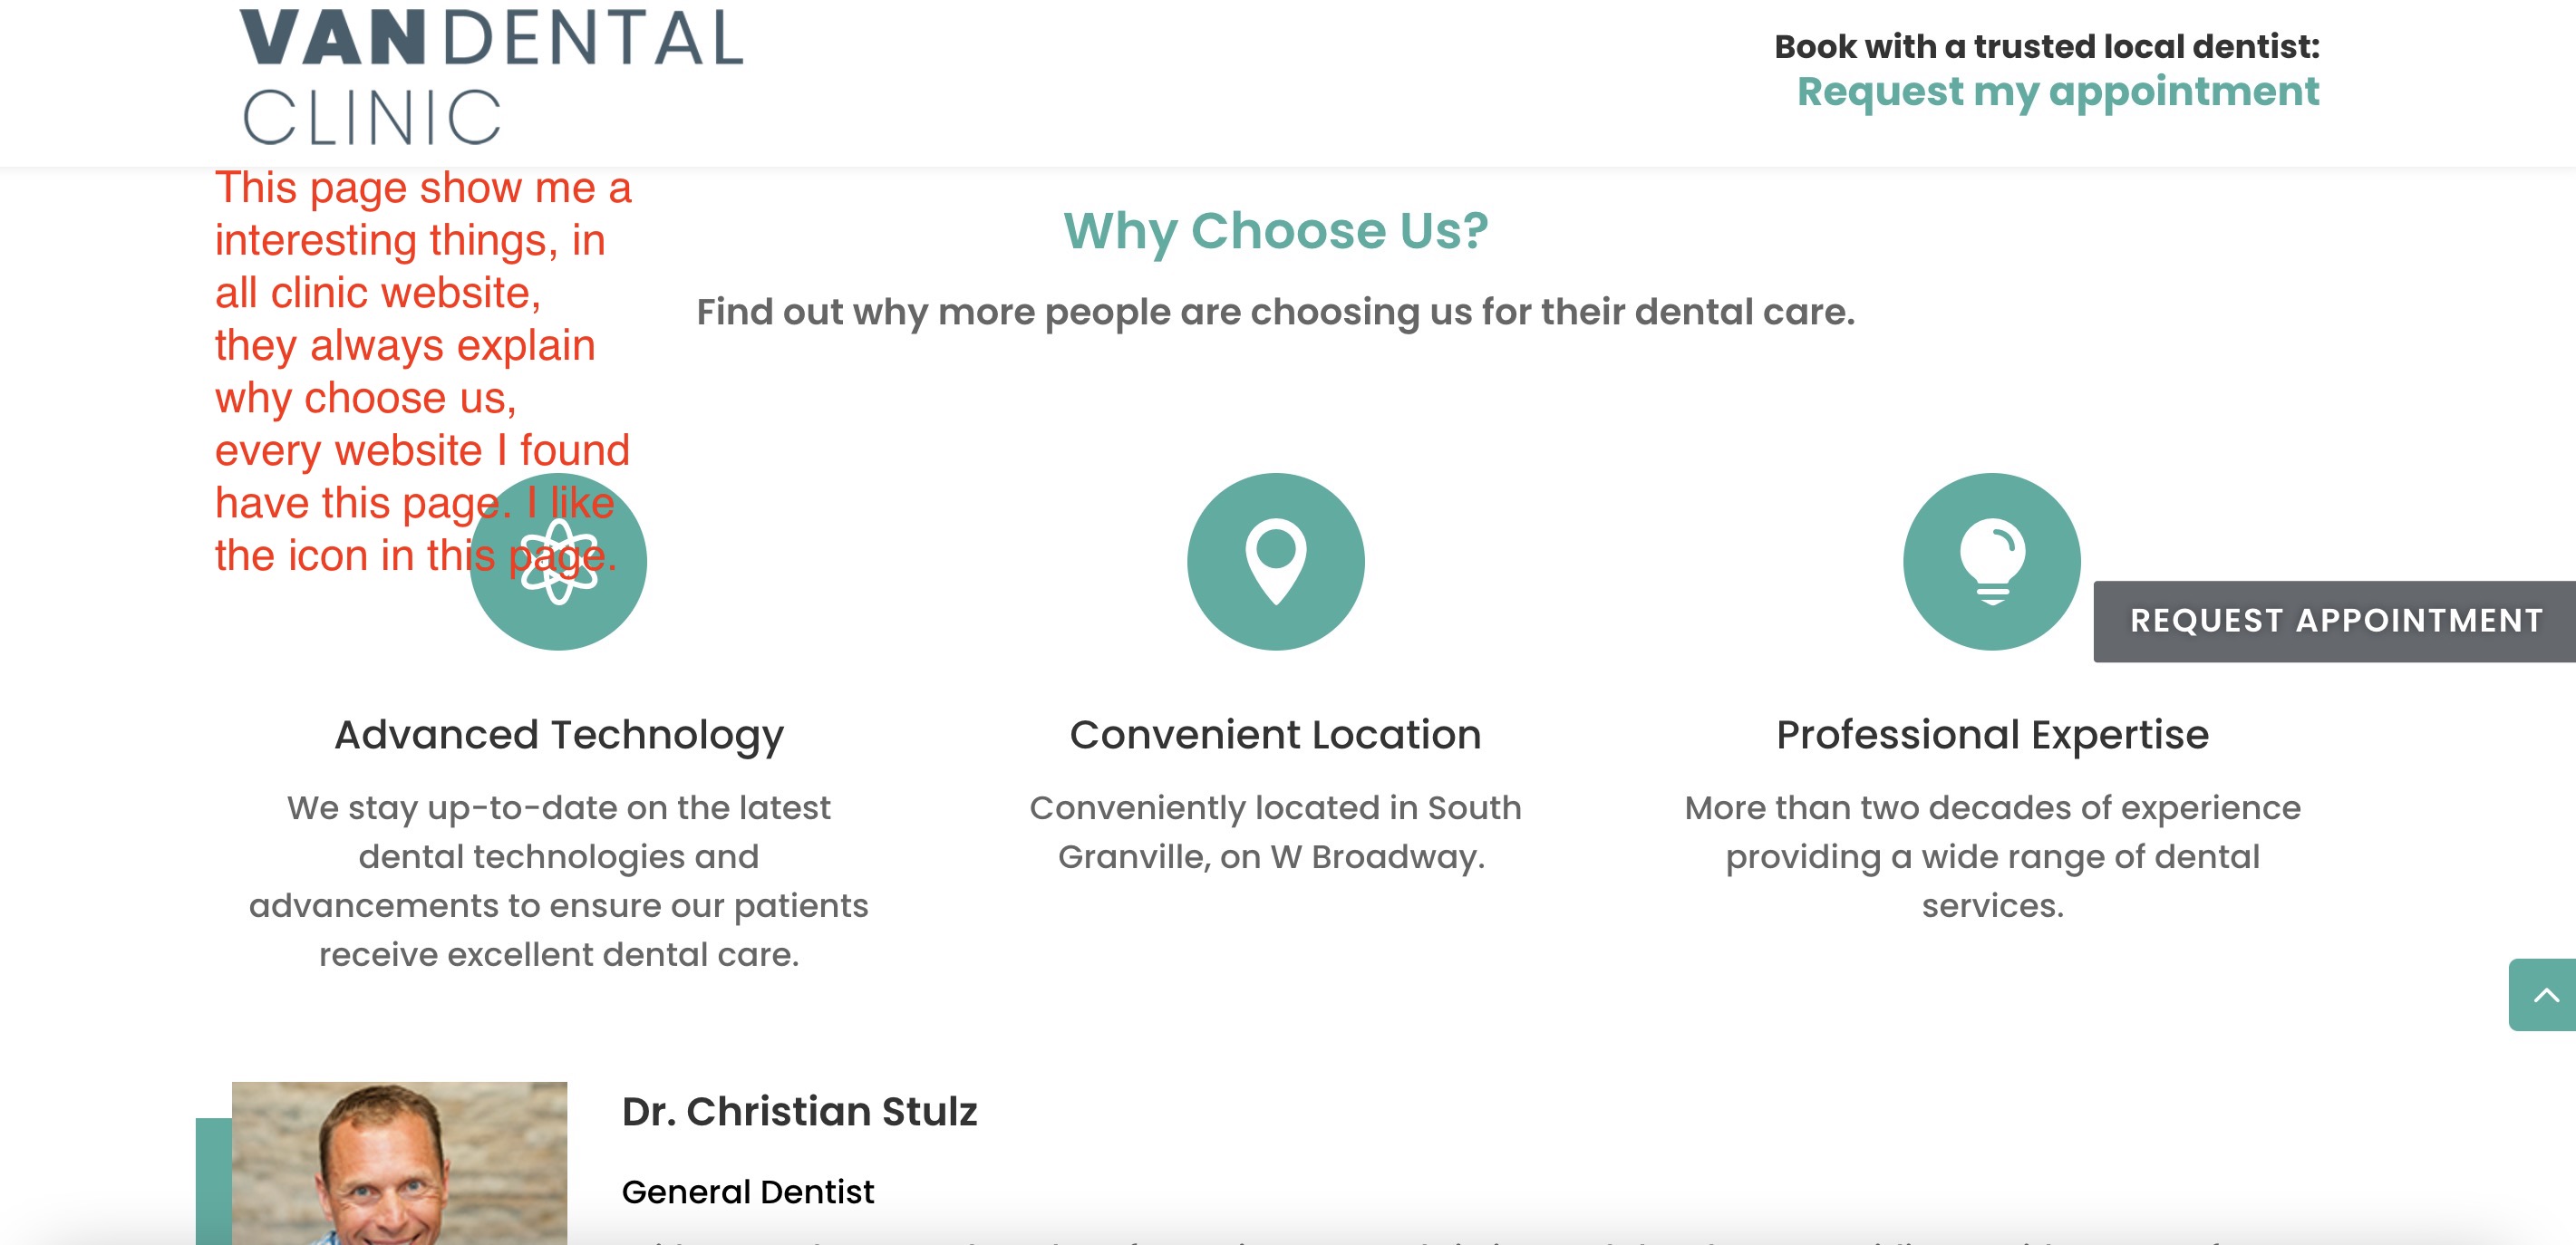 VANDENTAL
CLINIC
Book with a trusted local dentist:
Request my appointment
This page show me a
interesting things, in
all clinic website,
they always explain
why choose us,
every website I found
have this page. I like
the icon in this page.
Why Choose Us?
Find out why more people are choosing us for their dental care.
REQUEST APPOINTMENT
Advanced Technology
We stay up-to-date on the latest
dental technologies and
advancements to ensure our patients
receive excellent dental care.
Convenient Location
Conveniently located in South
Granville, on W Broadway.
Professional Expertise
More than two decades of experience
providing a wide range of dental
services.
Dr. Christian Stulz
General Dentist